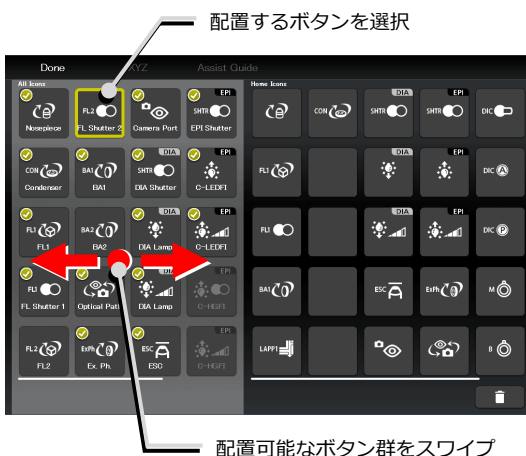 配置するボタンを選択
Done XYZ Assist Guide
All Icons Home Icons
EPI DIA EPI
FL2 SHTR CON SHTR SHTR DIC
Nosepiece FL Shutter 2 Camera Port EPI Shutter
DIA EPI DIA EPI
CON BA1 SHTR FL1 DIC A
Condenser BA1 DIA Shutter C-LEDFI
DIA EPI DIA EPI
FL1 BA2 FL1 DIC P
FL1 BA2 DIA Lamp C-LEDFI
DIA EPI
FL1 BA1 ESC ExPh M
FL Shutter 1 Optical Path DIA Lamp C-HGFI
EPI
FL2 ExPh ESC LAPP1 B
FL2 Ex. Ph. ESC C-HGFI
配置可能なボタン群をスワイプ